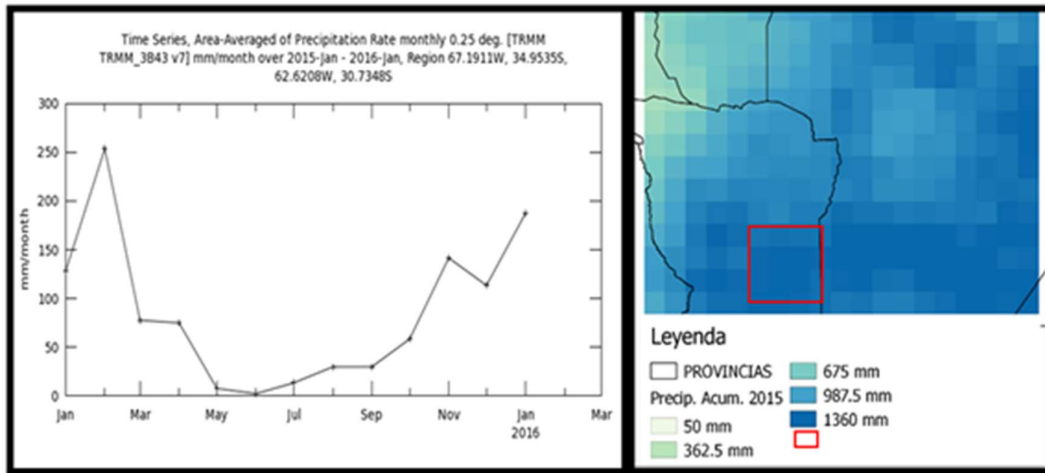 Time Series, Area-Averaged of Precipitation Rate monthly 0.25 deg. [TRMM
TRMM_3B43 v7] mm/month over 2015-Jan - 2016-Jan, Region 67.1911W, 34.9535S,
62.6208W, 30.7348S
300
250
200
150
100
50
0
mm/month
Jan Mar May Jul Sep Nov Jan Mar
2016
Leyenda
PROVINCIAS
Precip. Acum. 2015
50 mm
362.5 mm
675 mm
987.5 mm
1360 mm